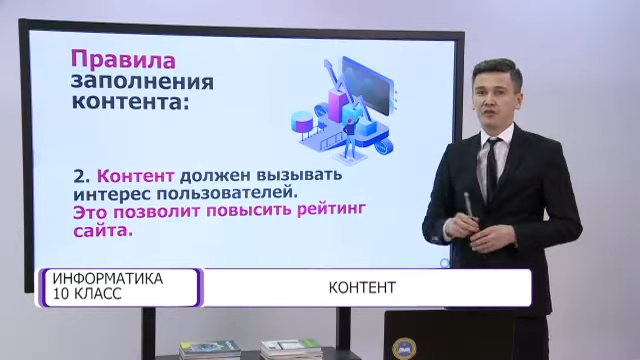 Правила
заполнения
контента:
2. Контент должен вызывать
интерес пользователей.
Это позволит повысить рейтинг
сайта.
ИНФОРМАТИКА
10 КЛАСС
КОНТЕНТ